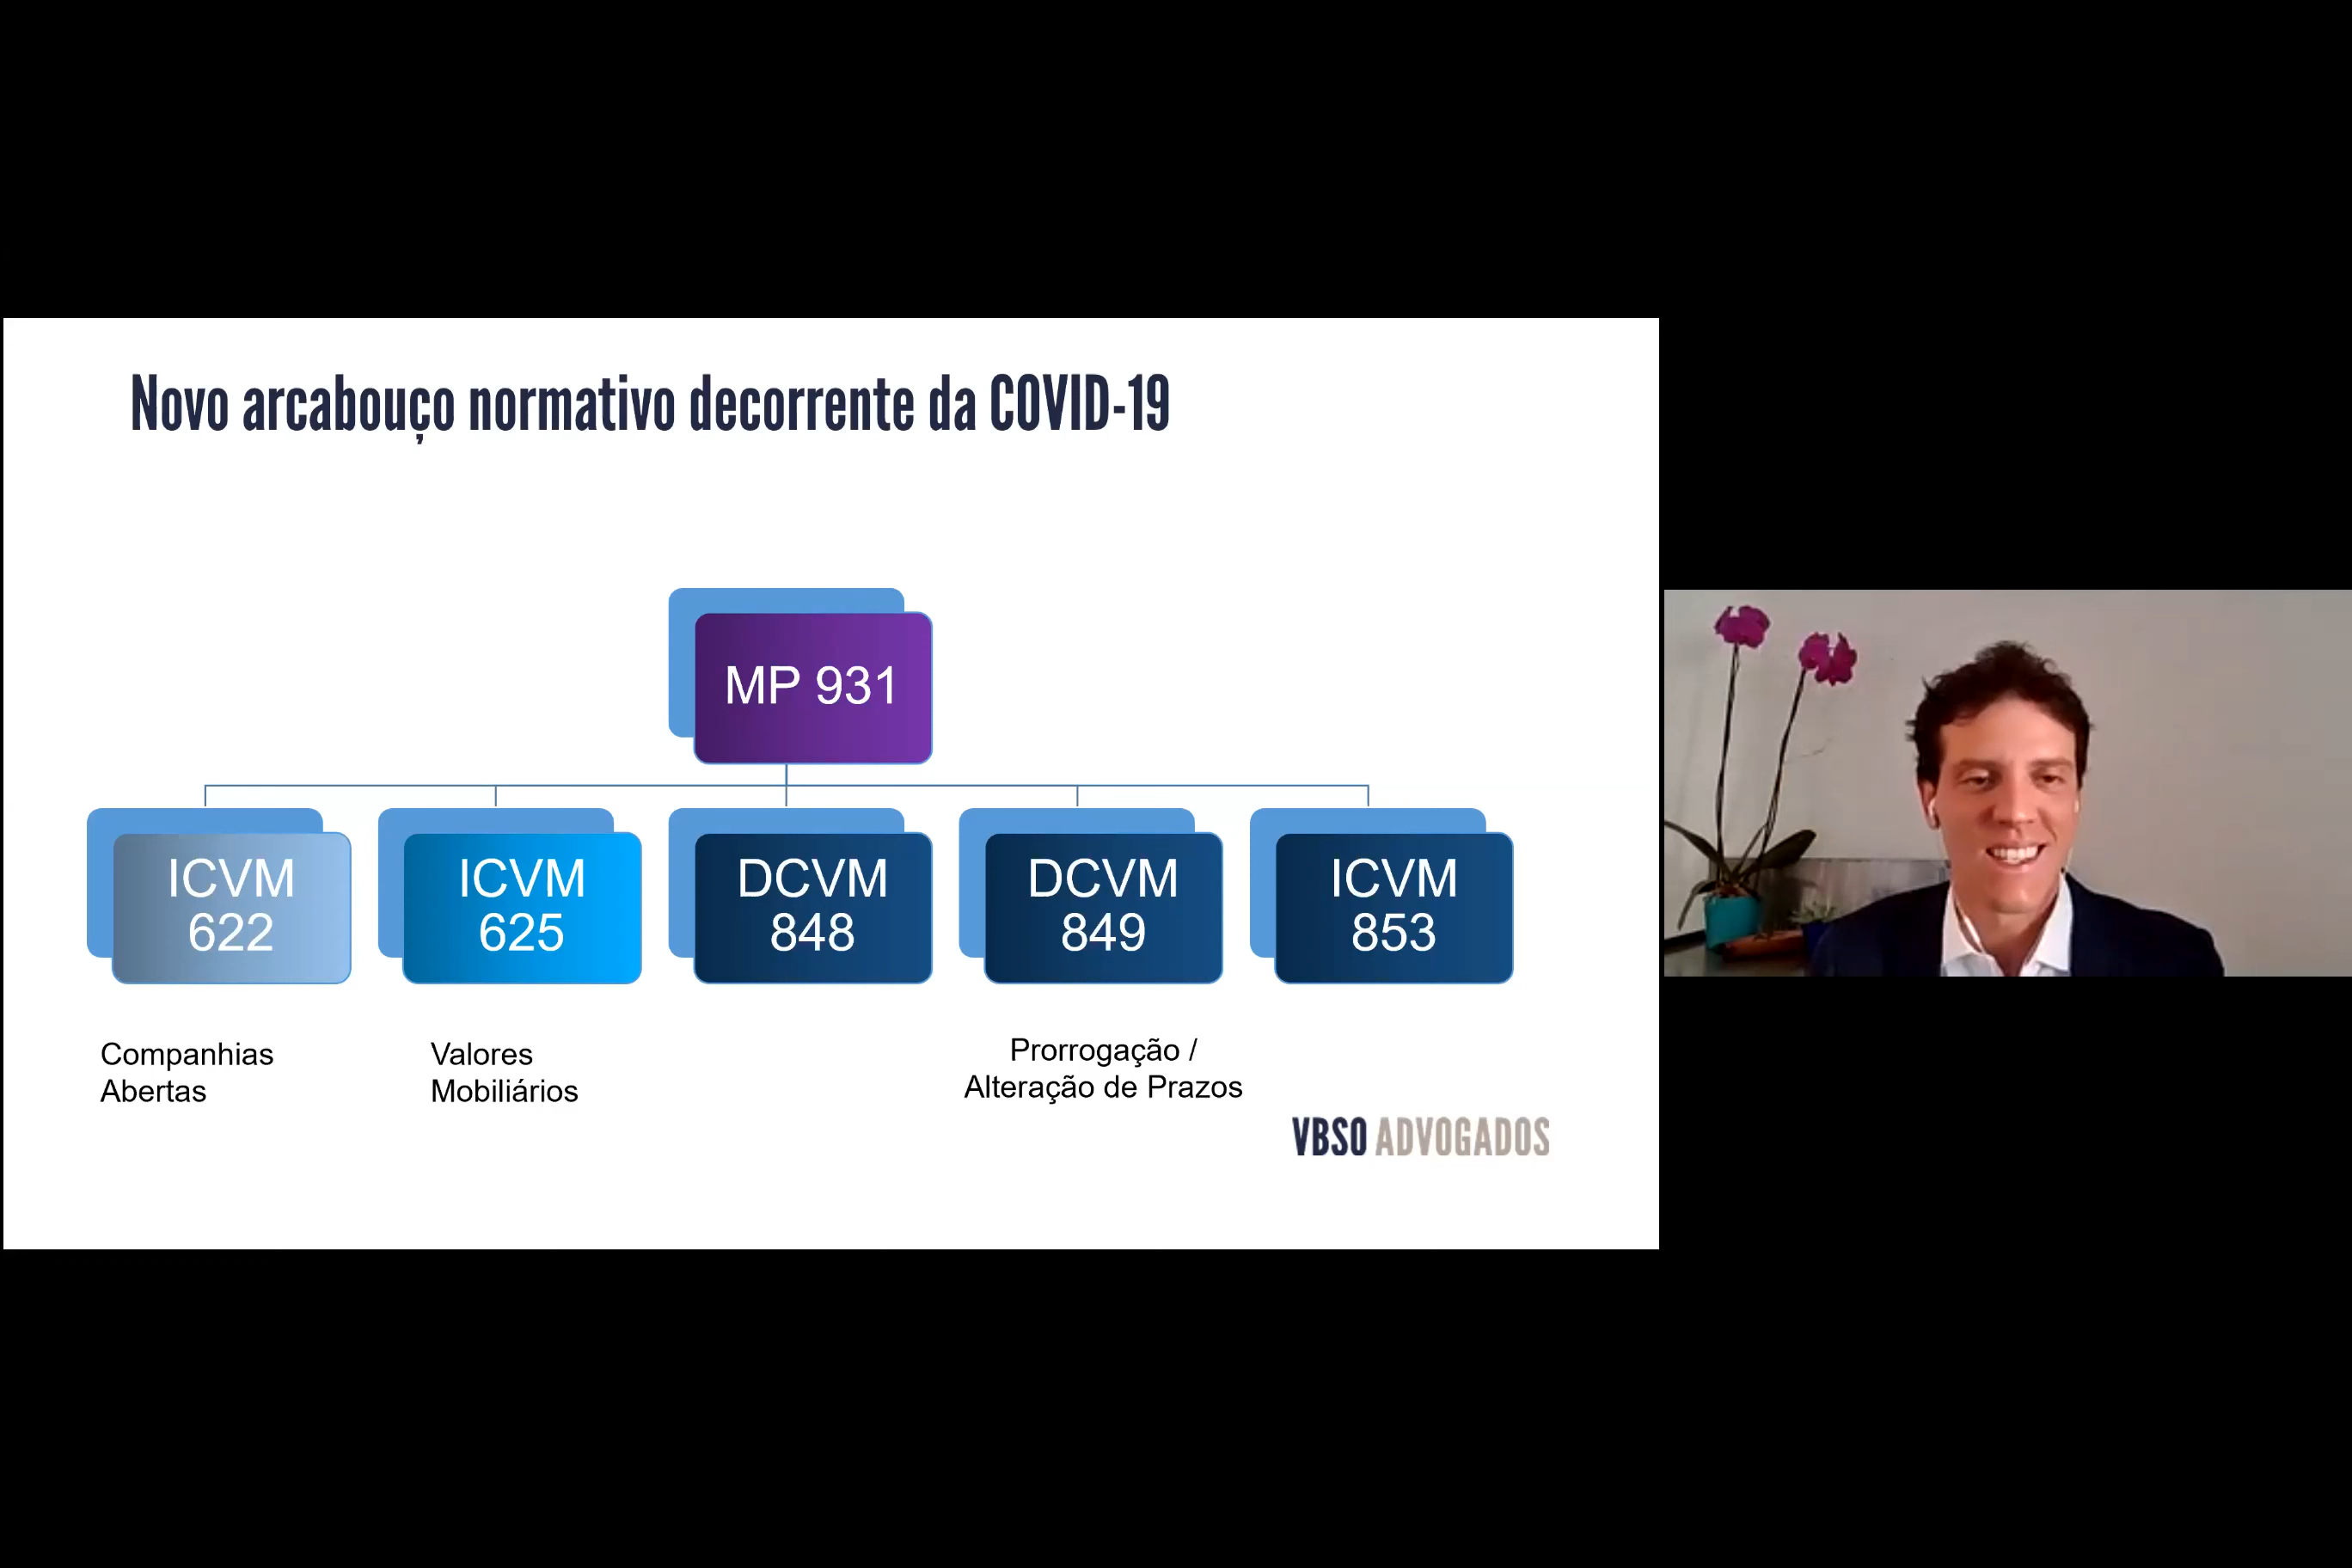 Novo arcabouço normativo decorrente da COVID-19
MP 931
ICVM
622
ICVM
625
DCVM
848
DCVM
849
ICVM
853
Companhias
Abertas
Valores
Mobiliários
Prorrogação /
Alteração de Prazos
VBSO ADVOGADOS